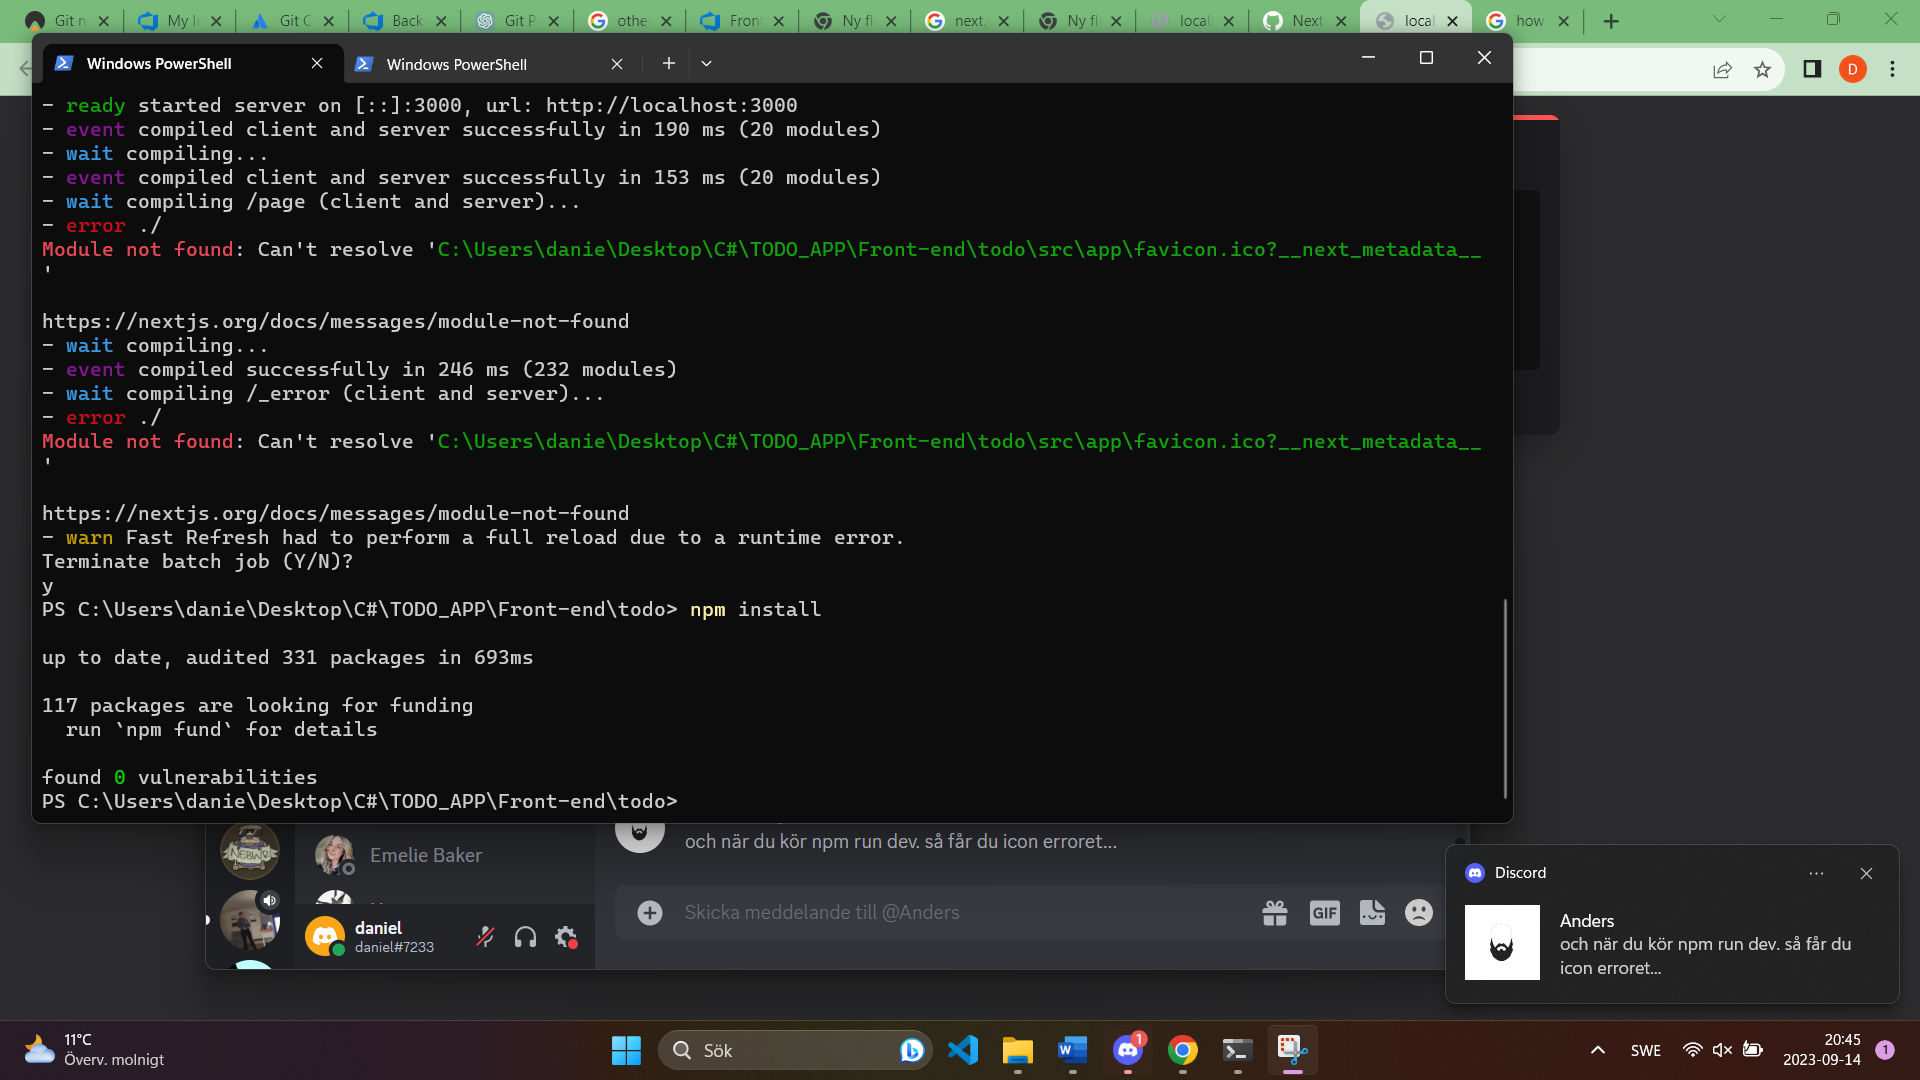 Git n
My I
Git C
Back
Git P
othe
Front
Ny fl
next.
Ny fl
locall
Next
local
how
Windows PowerShell
Windows PowerShell
D
- ready started server on [::]:3000, url: http://localhost:3000
- event compiled client and server successfully in 190 ms (20 modules)
- wait compiling...
- event compiled client and server successfully in 153 ms (20 modules)
- wait compiling /page (client and server)...
- error ./
Module not found: Can't resolve 'C:\Users\danie\Desktop\C#\TODO_APP\Front-end\todo\src\app\favicon.ico?__next_metadata__
'
https://nextjs.org/docs/messages/module-not-found
- wait compiling...
- event compiled successfully in 246 ms (232 modules)
- wait compiling /_error (client and server)...
- error ./
Module not found: Can't resolve 'C:\Users\danie\Desktop\C#\TODO_APP\Front-end\todo\src\app\favicon.ico?__next_metadata__
'
https://nextjs.org/docs/messages/module-not-found
- warn Fast Refresh had to perform a full reload due to a runtime error.
Terminate batch job (Y/N)?
y
PS C:\Users\danie\Desktop\C#\TODO_APP\Front-end\todo> npm install
up to date, audited 331 packages in 693ms
117 packages are looking for funding
run `npm fund` for details
found 0 vulnerabilities
PS C:\Users\danie\Desktop\C#\TODO_APP\Front-end\todo>
och när du kör npm run dev. så får du icon erroret...
Emelie Baker
Skicka meddelande till @Anders
GIF
daniel
daniel#7233
Discord
Anders
och när du kör npm run dev. så får du
icon erroret...
11°C
Överv. molnigt
Sök
1
SWE
20:45
2023-09-14
1